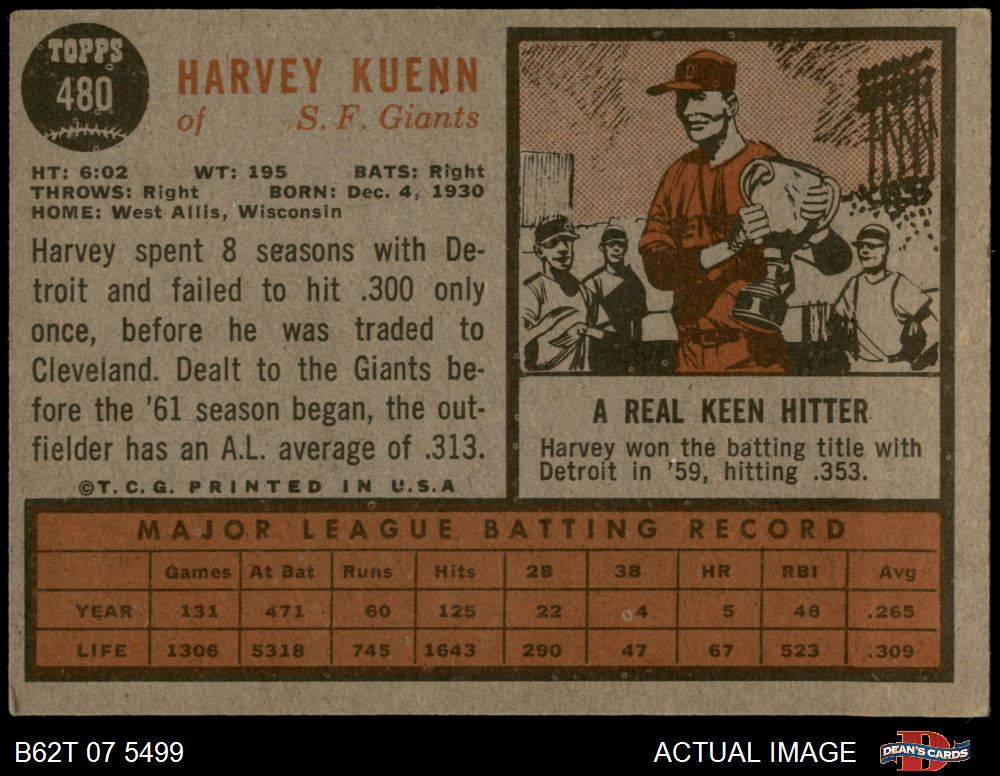 TOPPS
480
HARVEY KUENN
of S. F. Giants
HT: 6:02 WT: 195 BATS: Right
THROWS: Right BORN: Dec. 4, 1930
HOME: West Allis, Wisconsin
Harvey spent 8 seasons with De-
troit and failed to hit .300 only
once, before he was traded to
Cleveland. Dealt to the Giants be-
fore the '61 season began, the out-
fielder has an A.L. average of .313.
©T.C.G. PRINTED IN U.S.A.
D
DET
A REAL KEEN HITTER
Harvey won the batting title with
Detroit in '59, hitting .353.
MAJOR LEAGUE BATTING RECORD
Games At Bat Runs Hits 2B 3B HR RBI Avg
YEAR 131 471 60 125 22 4 5 46 .265
LIFE 1306 5318 745 1643 290 47 67 523 .309
B62T 07 5499 ACTUAL IMAGE D DEAN'S CARDS